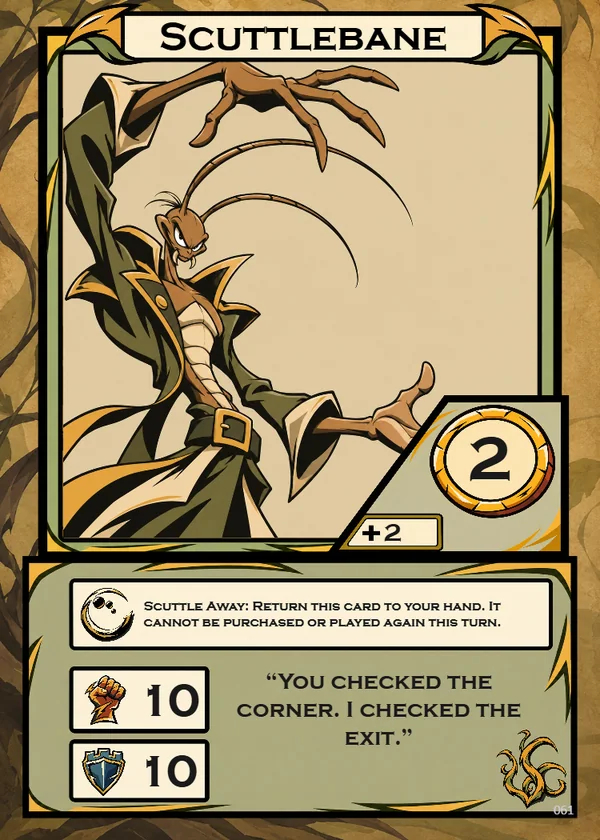 Scuttlebane
2
+2
Scuttle Away: Return this card to your hand. It
cannot be purchased or played again this turn.
10
“You checked the
corner. I checked the
exit.”
10
061